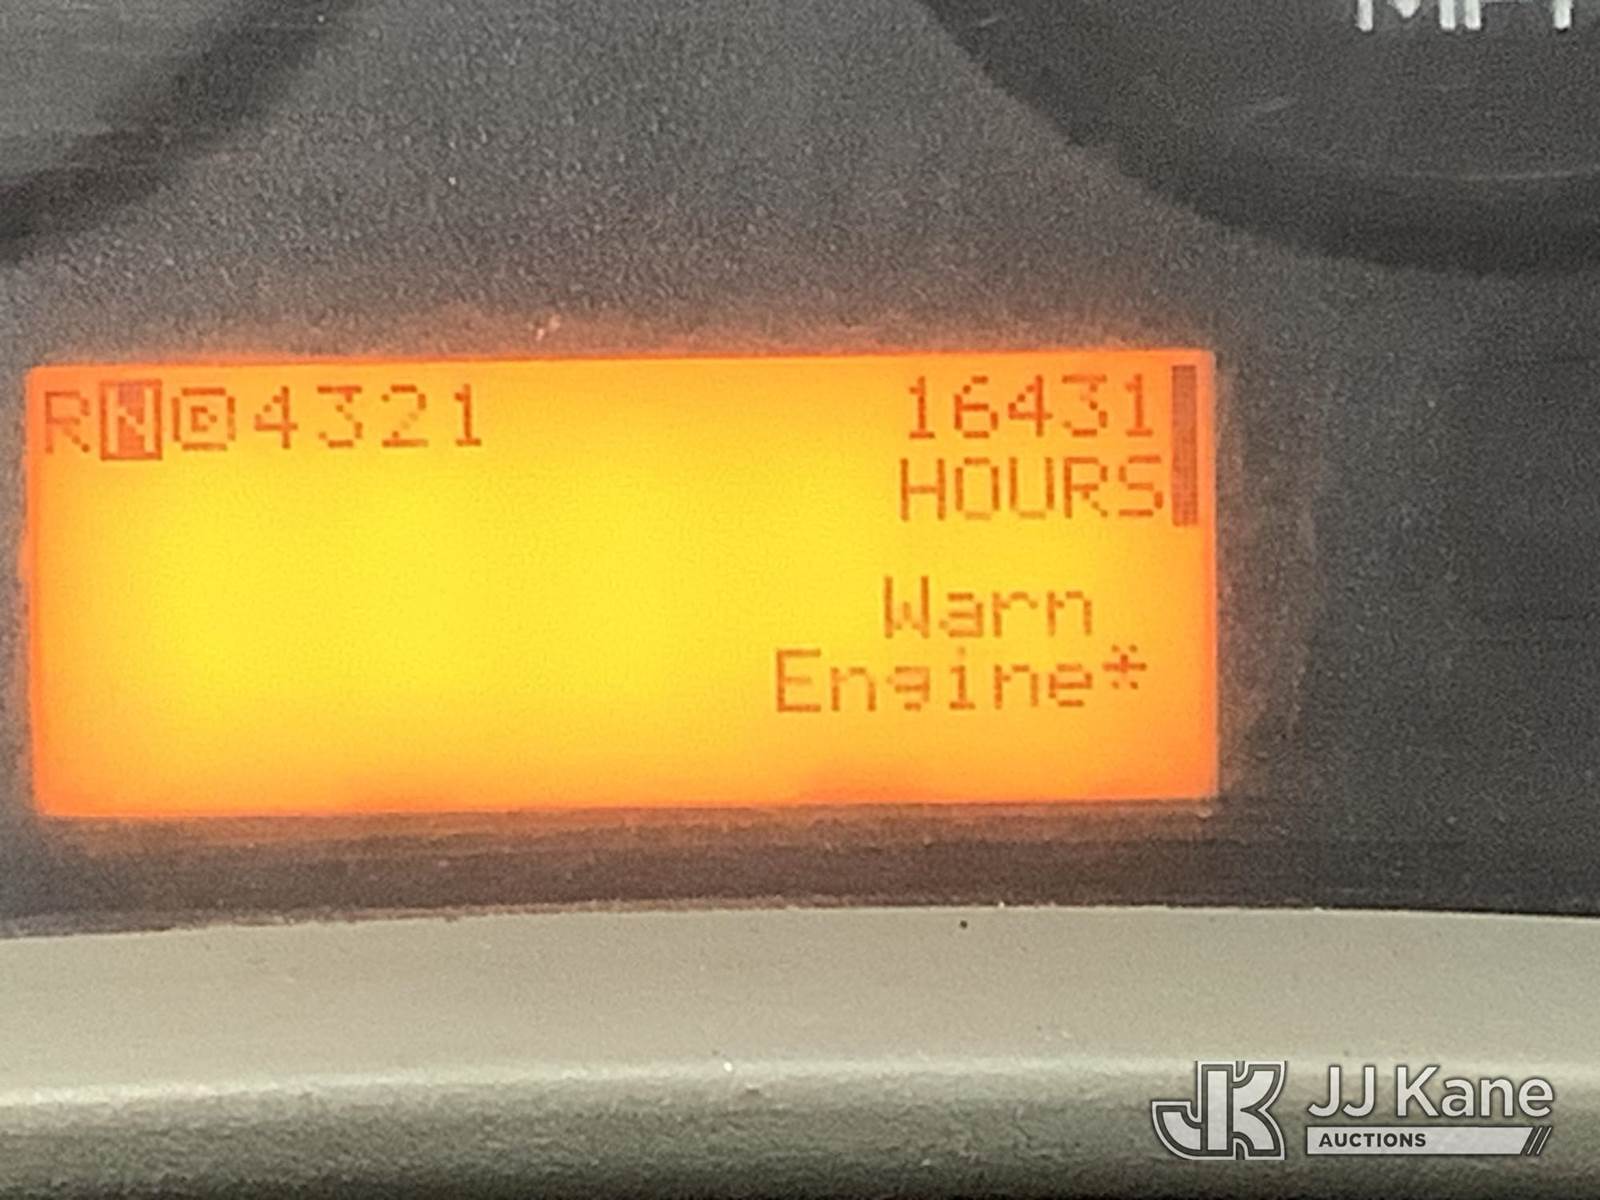 RND4321
16431
HOURS
Warn
Engine*
JJ Kane
AUCTIONS